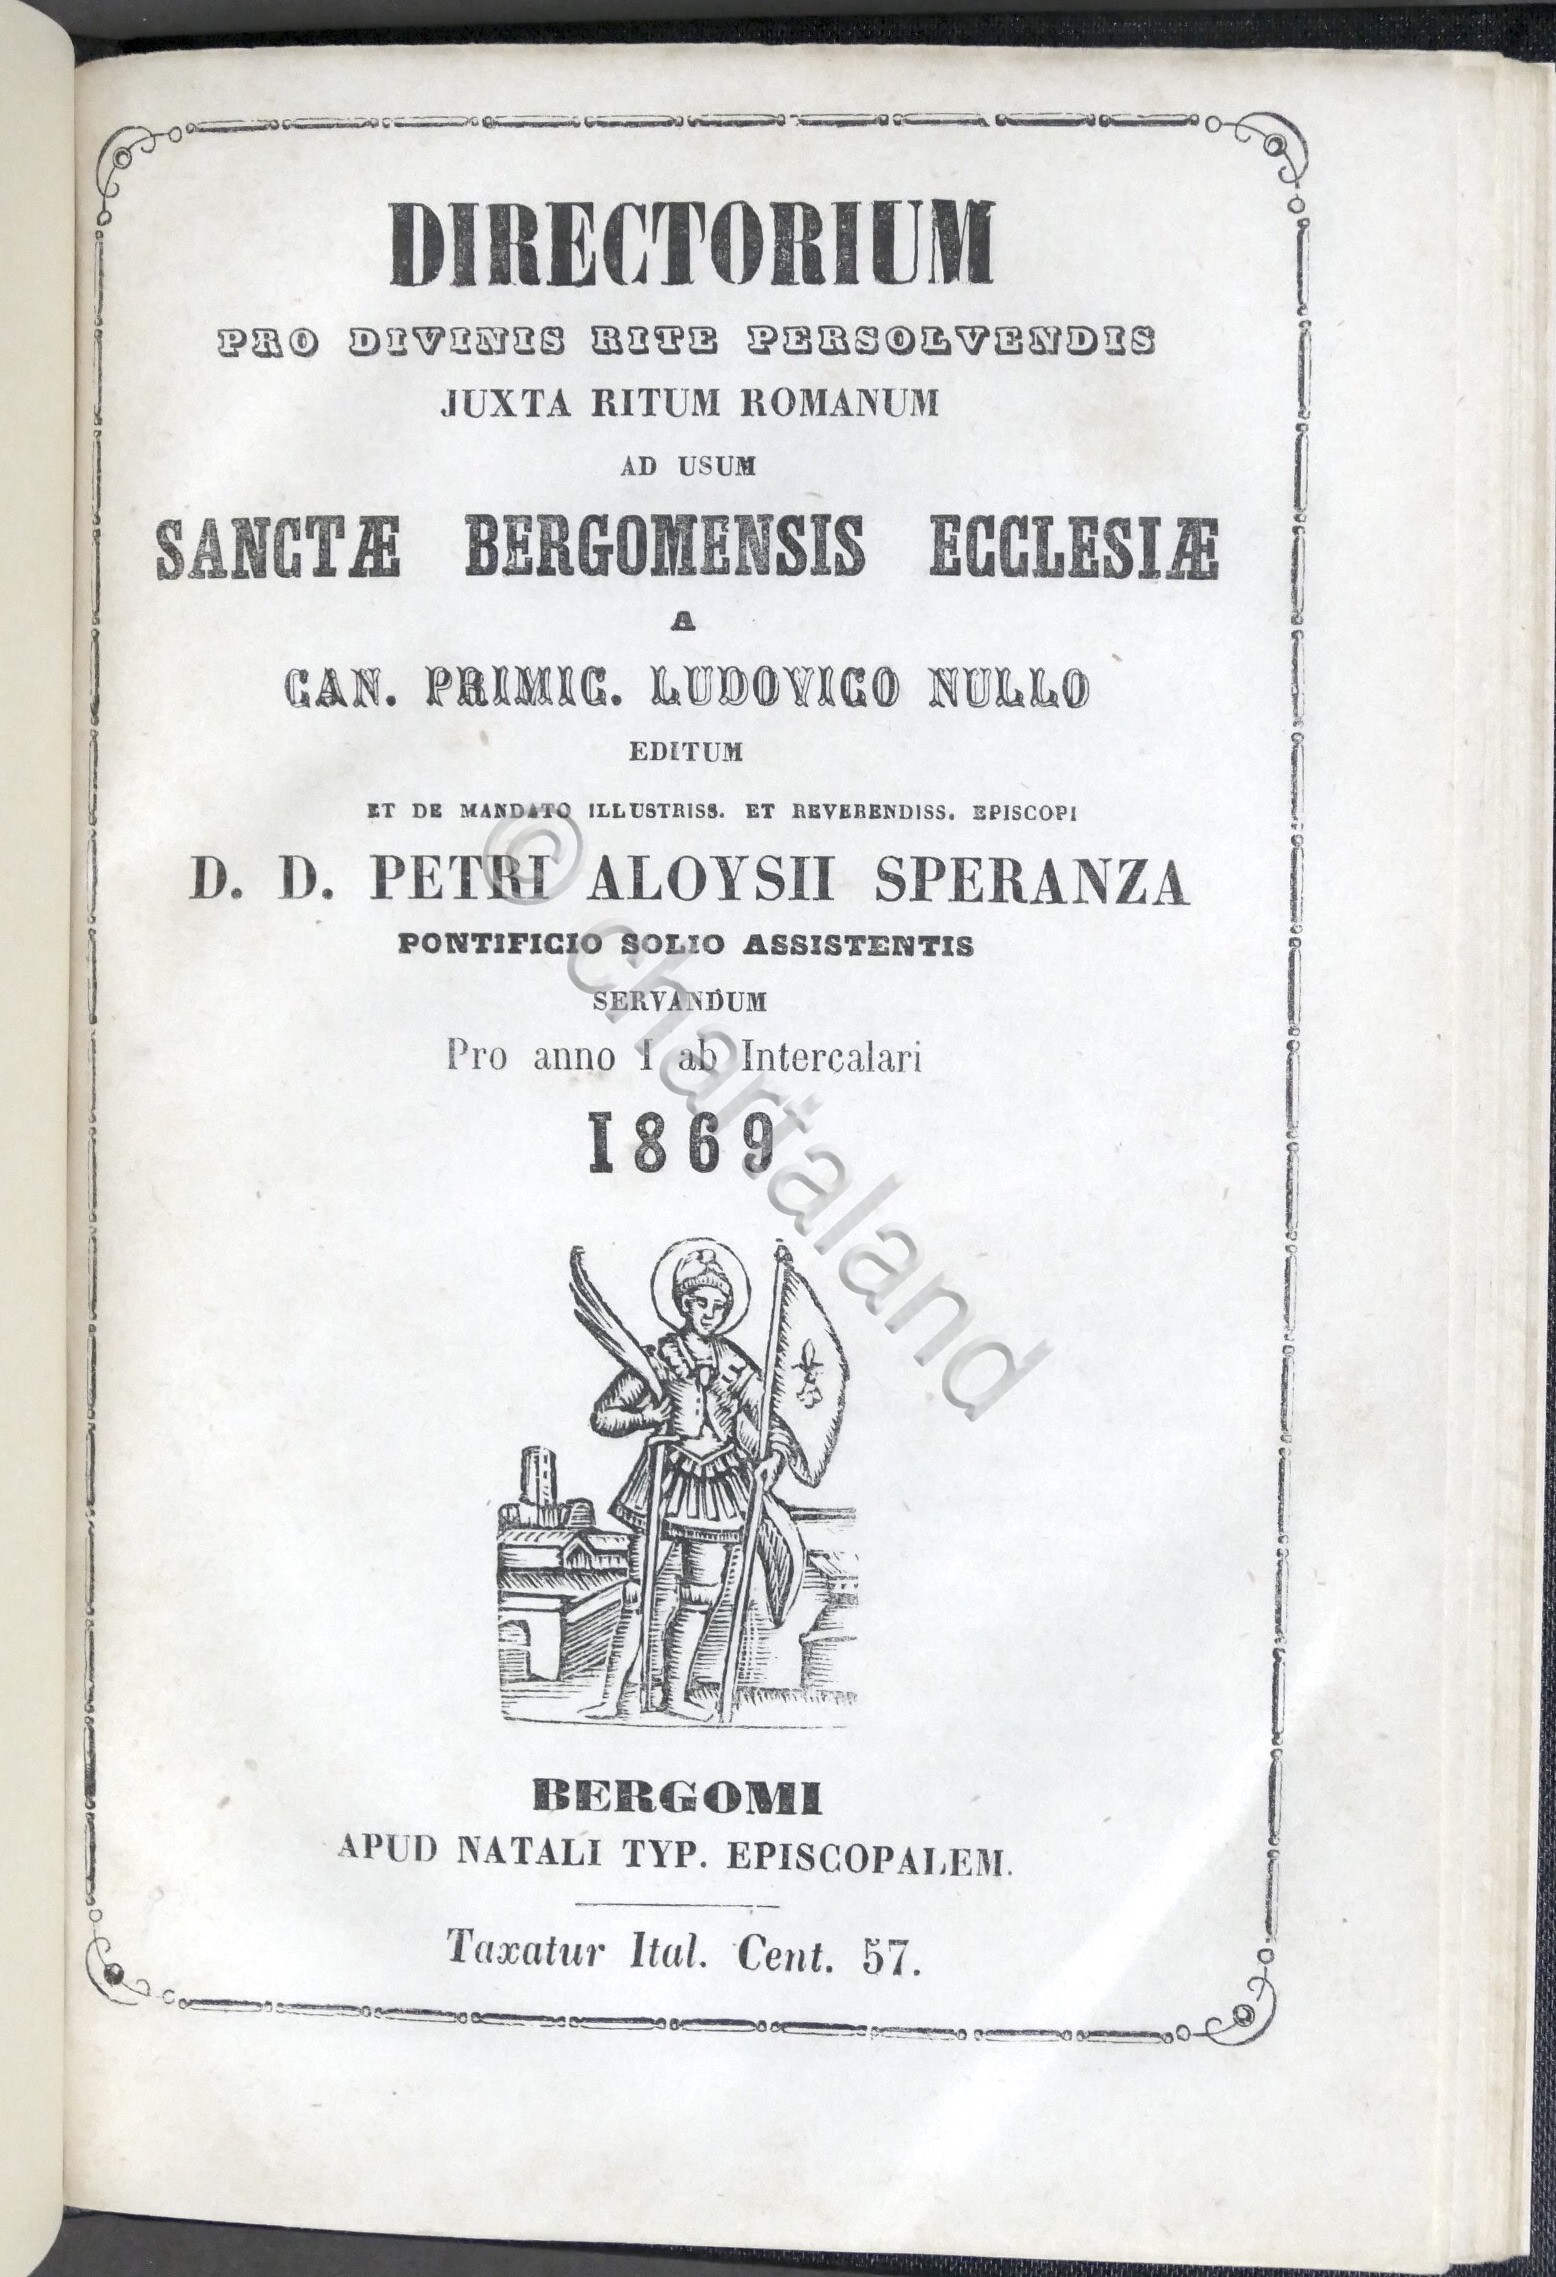 DIRECTORIUM
PRO DIVINIS RITE PERSOLVENDIS
JUXTA RITUM ROMANUM
AD USUM
SANCTÆ BERGOMENSIS ECCLESIÆ
A
CAN. PRIMIC. LUDOVICO NULLO
EDITUM
ET DE MANDATO ILLUSTRISS. ET REVERENDISS. EPISCOPI
D. D. PETRI ALOYSII SPERANZA
PONTIFICIO SOLIO ASSISTENTIS
SERVANDUM
Pro anno I ab Intercalari
1869
BERGOMI
APUD NATALI TYP. EPISCOPALEM.
Taxatur Ital. Cent. 57.
© chartaland